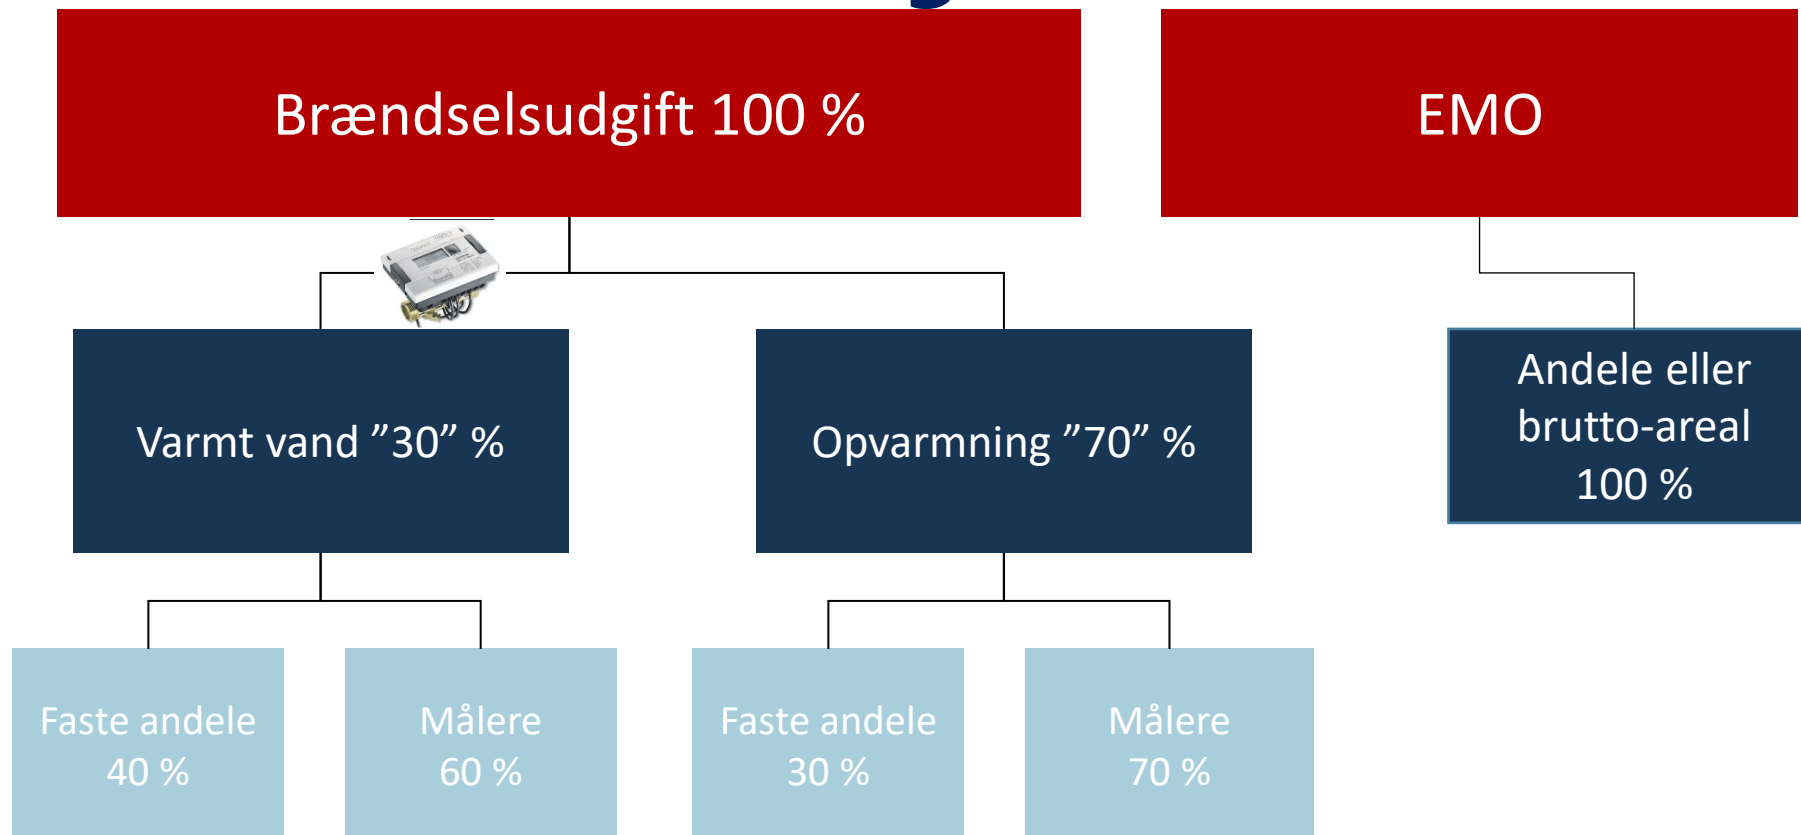 Brændselsudgift 100 %
EMO
Varmt vand ”30” %
Opvarmning ”70” %
Andele eller
brutto-areal
100 %
Faste andele
40 %
Målere
60 %
Faste andele
30 %
Målere
70 %